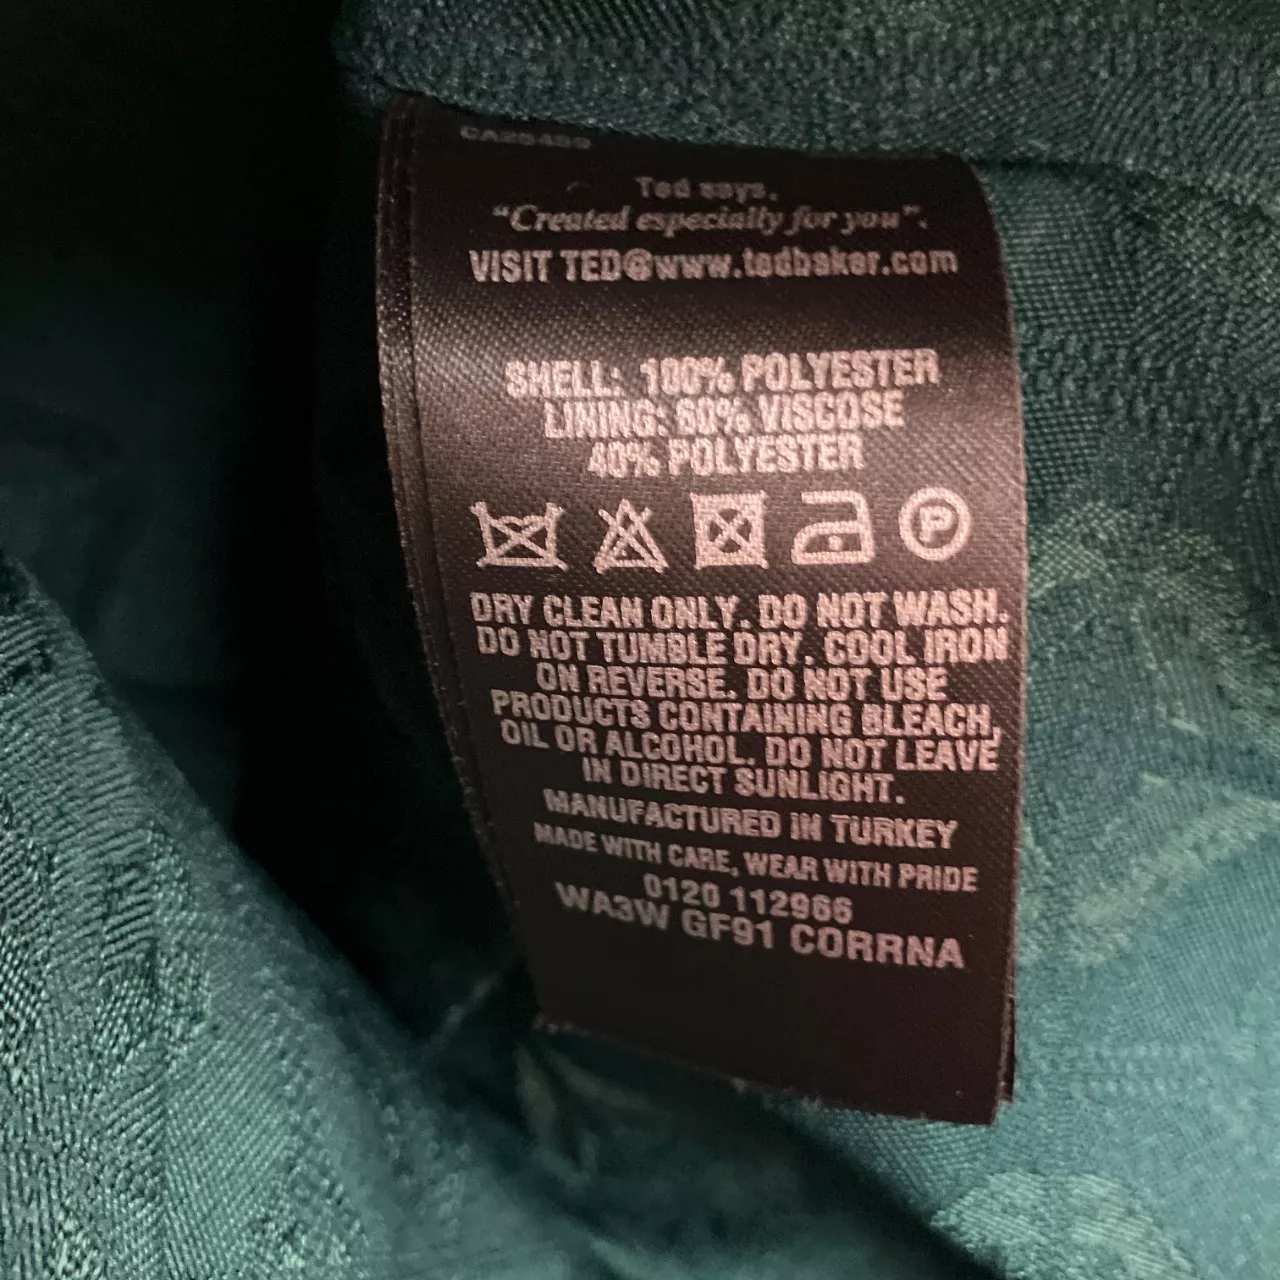 Ted says,
"Created especially for you".
VISIT TED@www.tedbaker.com
SHELL: 100% POLYESTER
LINING: 60% VISCOSE
40% POLYESTER
P
DRY CLEAN ONLY. DO NOT WASH.
DO NOT TUMBLE DRY. COOL IRON
ON REVERSE. DO NOT USE
PRODUCTS CONTAINING BLEACH,
OIL OR ALCOHOL. DO NOT LEAVE
IN DIRECT SUNLIGHT.
MANUFACTURED IN TURKEY
MADE WITH CARE, WEAR WITH PRIDE
0120 112966
WA3W GF91 CORRNA